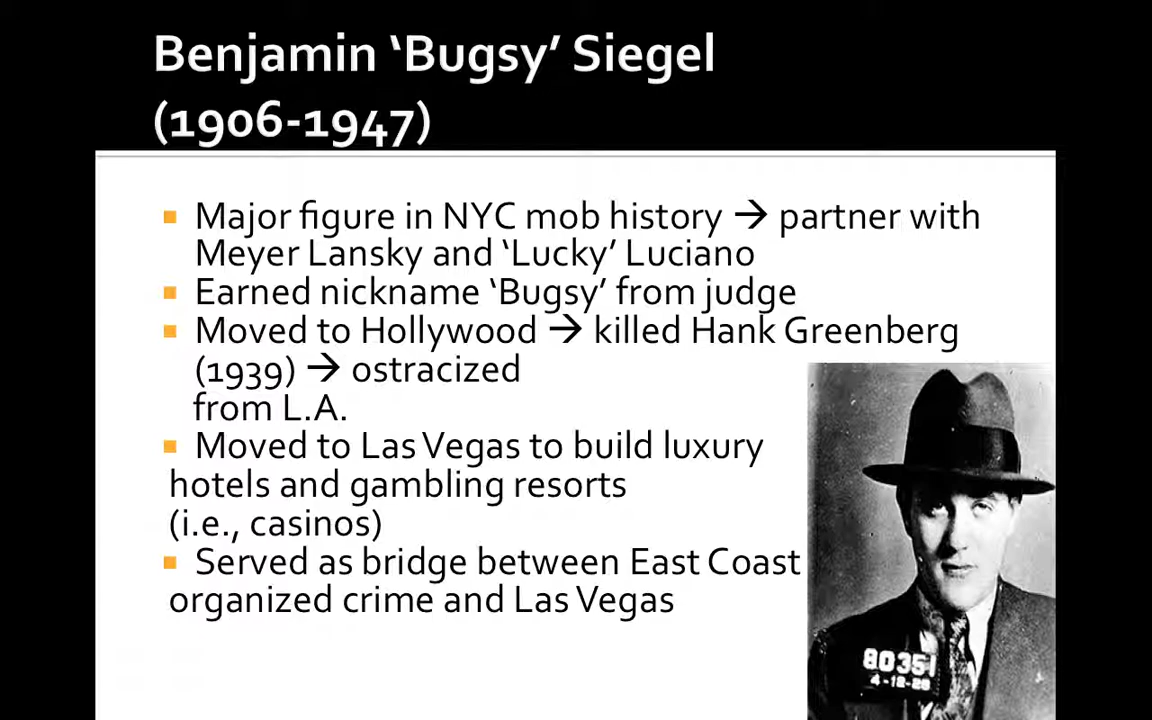 Benjamin ‘Bugsy’ Siegel
(1906-1947)
▪ Major figure in NYC mob history → partner with
Meyer Lansky and ‘Lucky’ Luciano
▪ Earned nickname ‘Bugsy’ from judge
▪ Moved to Hollywood → killed Hank Greenberg
(1939) → ostracized
from L.A.
▪ Moved to Las Vegas to build luxury
hotels and gambling resorts
(i.e., casinos)
▪ Served as bridge between East Coast
organized crime and Las Vegas
80351
4-12-28